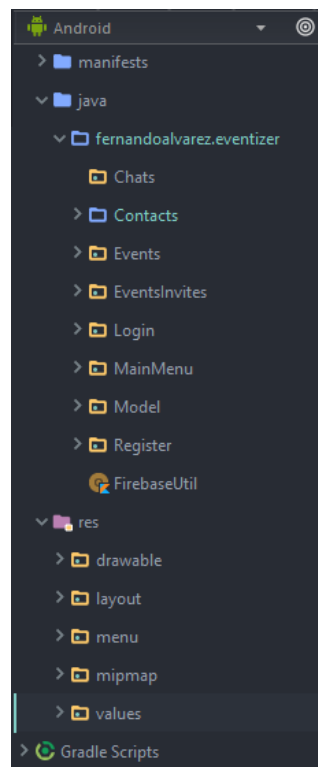 Android
manifests
java
fernandoalvarez.eventizer
Chats
Contacts
Events
EventsInvites
Login
MainMenu
Model
Register
FirebaseUtil
res
drawable
layout
menu
mipmap
values
Gradle Scripts